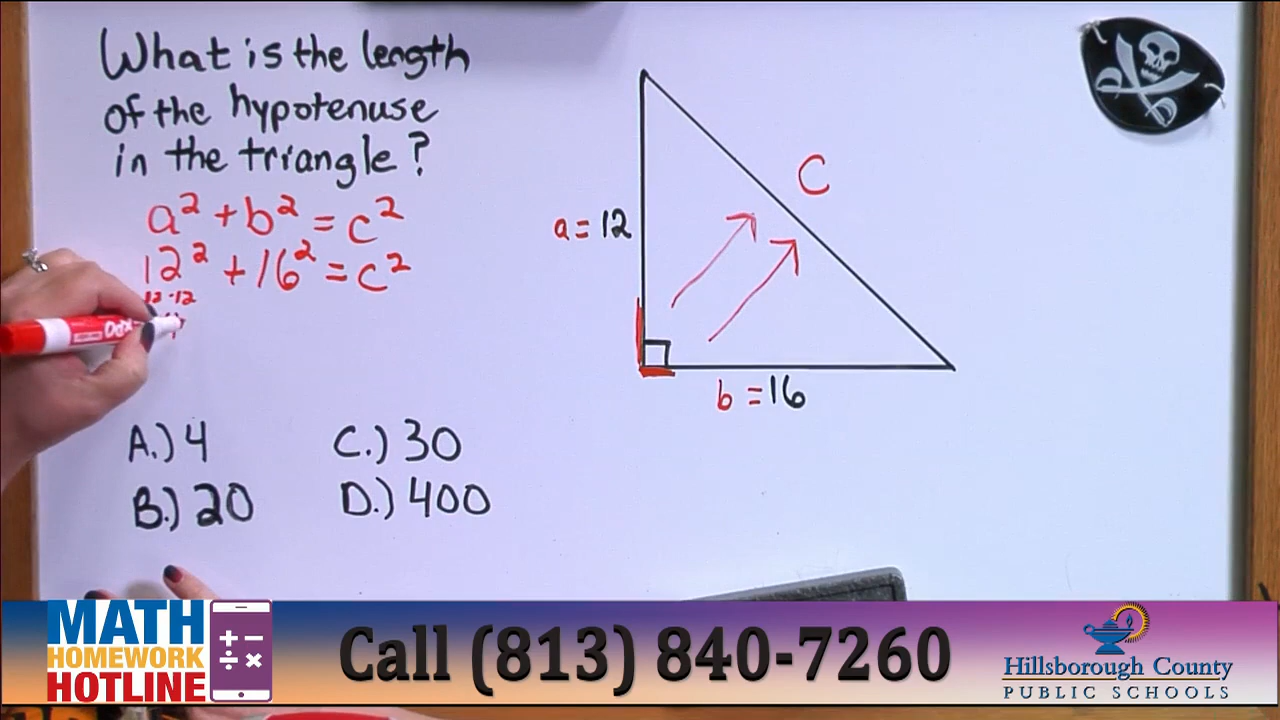 What is the length
of the hypotenuse
in the triangle?
a² + b² = c²
12² + 16² = c²
12·12
a = 12
C
b = 16
A.) 4
C.) 30
B.) 20
D.) 400
EXPO
MATH
HOMEWORK
HOTLINE
Call (813) 840-7260
Hillsborough County
PUBLIC SCHOOLS